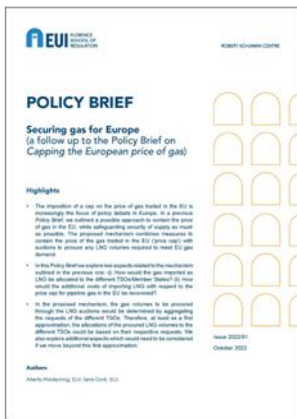 EUI
FLORENCE
SCHOOL OF
REGULATION
ROBERT SCHUMAN CENTRE
POLICY BRIEF
Securing gas for Europe
(a follow up to the Policy Brief on
Capping the European price of gas)
Highlights
• The imposition of a cap on the price of gas traded in the EU is
increasingly the focus of policy debate in Europe. In a previous
Policy Brief, we outlined a possible approach to contain the price
of gas in the EU, while safeguarding security of supply as much
as possible. The proposed mechanism combines measures to
contain the price of gas traded in the EU ('price cap') with
auctions to procure any LNG volumes required to meet EU gas
demand.
• In this Policy Brief we explore two aspects related to the mechanism
outlined in the previous one: (i) How would the gas imported as
LNG be allocated to the different TSOs/Member States? (ii) How
would the additional costs of importing LNG with respect to the
price cap for pipeline gas in the EU be recovered?
• In the proposed mechanism, the gas volumes to be procured
through the LNG auctions would be determined by aggregating
the requests of the different TSOs. Therefore, at least as a first
approximation, the allocations of the procured LNG volumes to the
different TSOs could be based on their respective requests. We
also explore additional aspects which would need to be considered
if we move beyond this first approximation.
Issue 2022/61
October 2022
Authors
Alberto Pototschnig, EUI; Ilaria Conti, EUI.